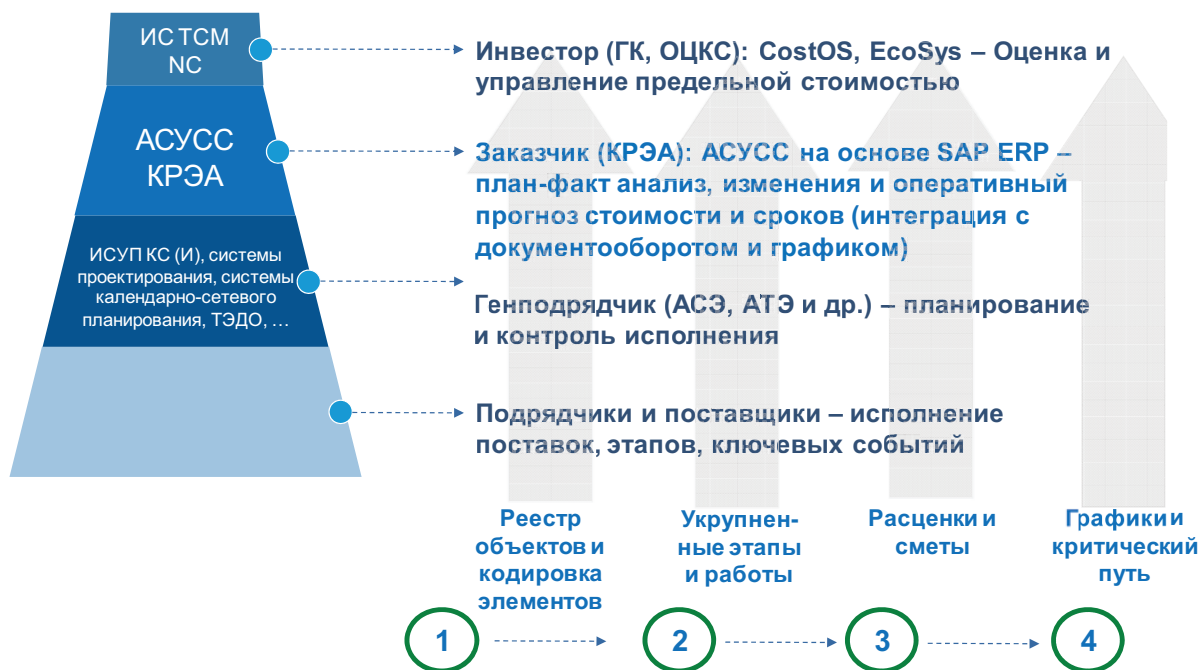 ИС ТСМ
NC
АСУСС
КРЭА
ИСУП КС (И), системы
проектирования, системы
календарно-сетевого
планирования, ТЭДО, …
Инвестор (ГК, ОЦКС): CostOS, EcoSys – Оценка и
управление предельной стоимостью
Заказчик (КРЭА): АСУСС на основе SAP ERP –
план-факт анализ, изменения и оперативный
прогноз стоимости и сроков (интеграция с
документооборотом и графиком)
Генподрядчик (АСЭ, АТЭ и др.) – планирование
и контроль исполнения
Подрядчики и поставщики – исполнение
поставок, этапов, ключевых событий
Реестр
объектов и
кодировка
элементов
Укрупнен-
ные этапы
и работы
Расценки и
сметы
Графики и
критический
путь
1
2
3
4